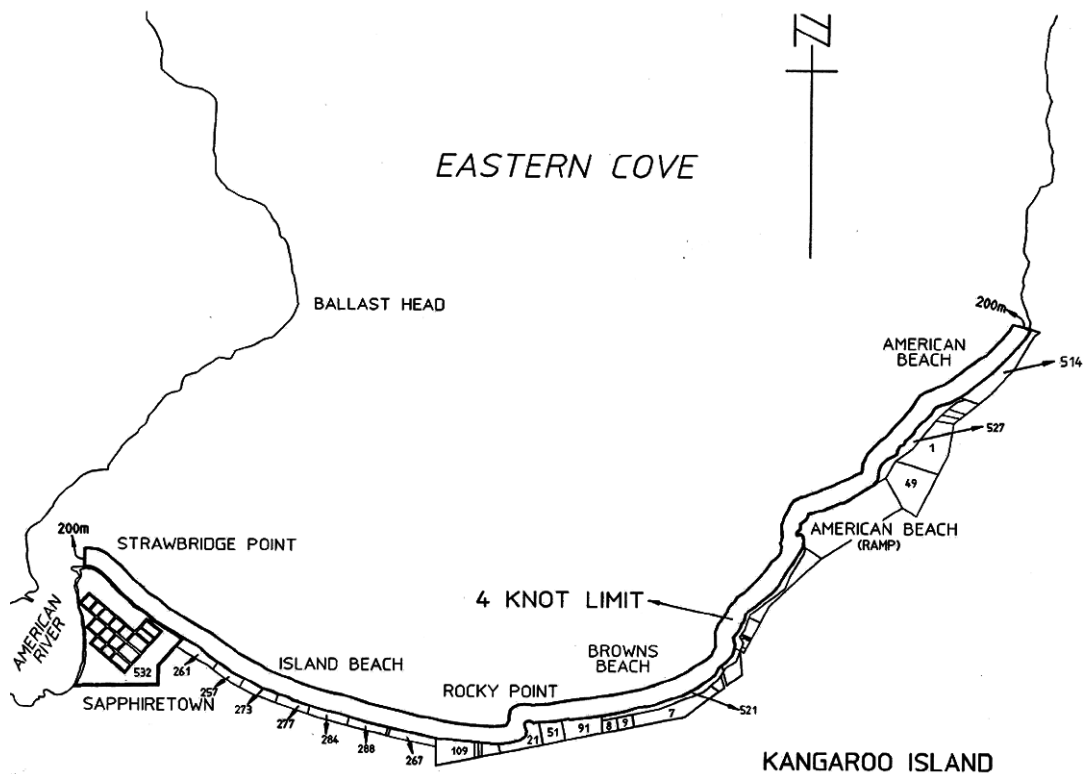 N
EASTERN COVE
BALLAST HEAD
200m
AMERICAN
BEACH
514
527
1
49
200m
STRAWBRIDGE POINT
AMERICAN BEACH
(RAMP)
4 KNOT LIMIT
AMERICAN
RIVER
ISLAND BEACH
BROWNS
BEACH
532
261
SAPPHIRETOWN
257
273
277
284
288
267
ROCKY POINT
109
21
51
91
8
9
7
521
KANGAROO ISLAND